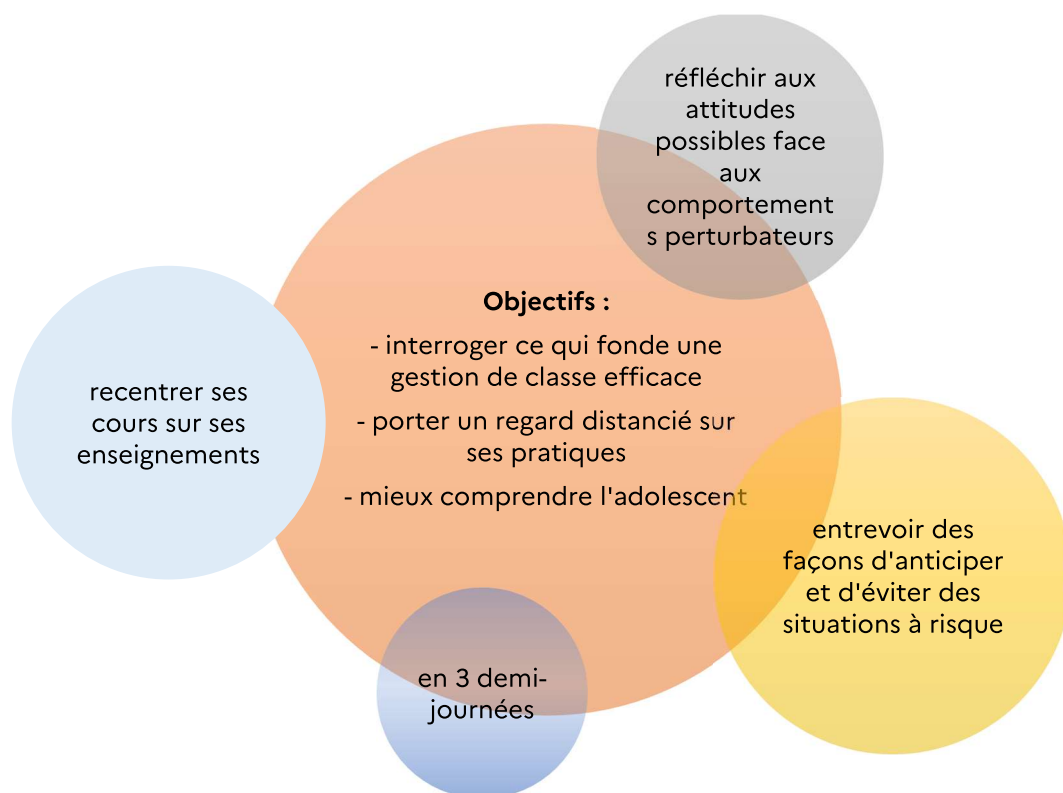 réfléchir aux
attitudes
possibles face
aux
comportement
s perturbateurs
Objectifs :
- interroger ce qui fonde une
gestion de classe efficace
- porter un regard distancié sur
ses pratiques
- mieux comprendre l'adolescent
recentrer ses
cours sur ses
enseignements
entrevoir des
façons d'anticiper
et d'éviter des
situations à risque
en 3 demi-
journées